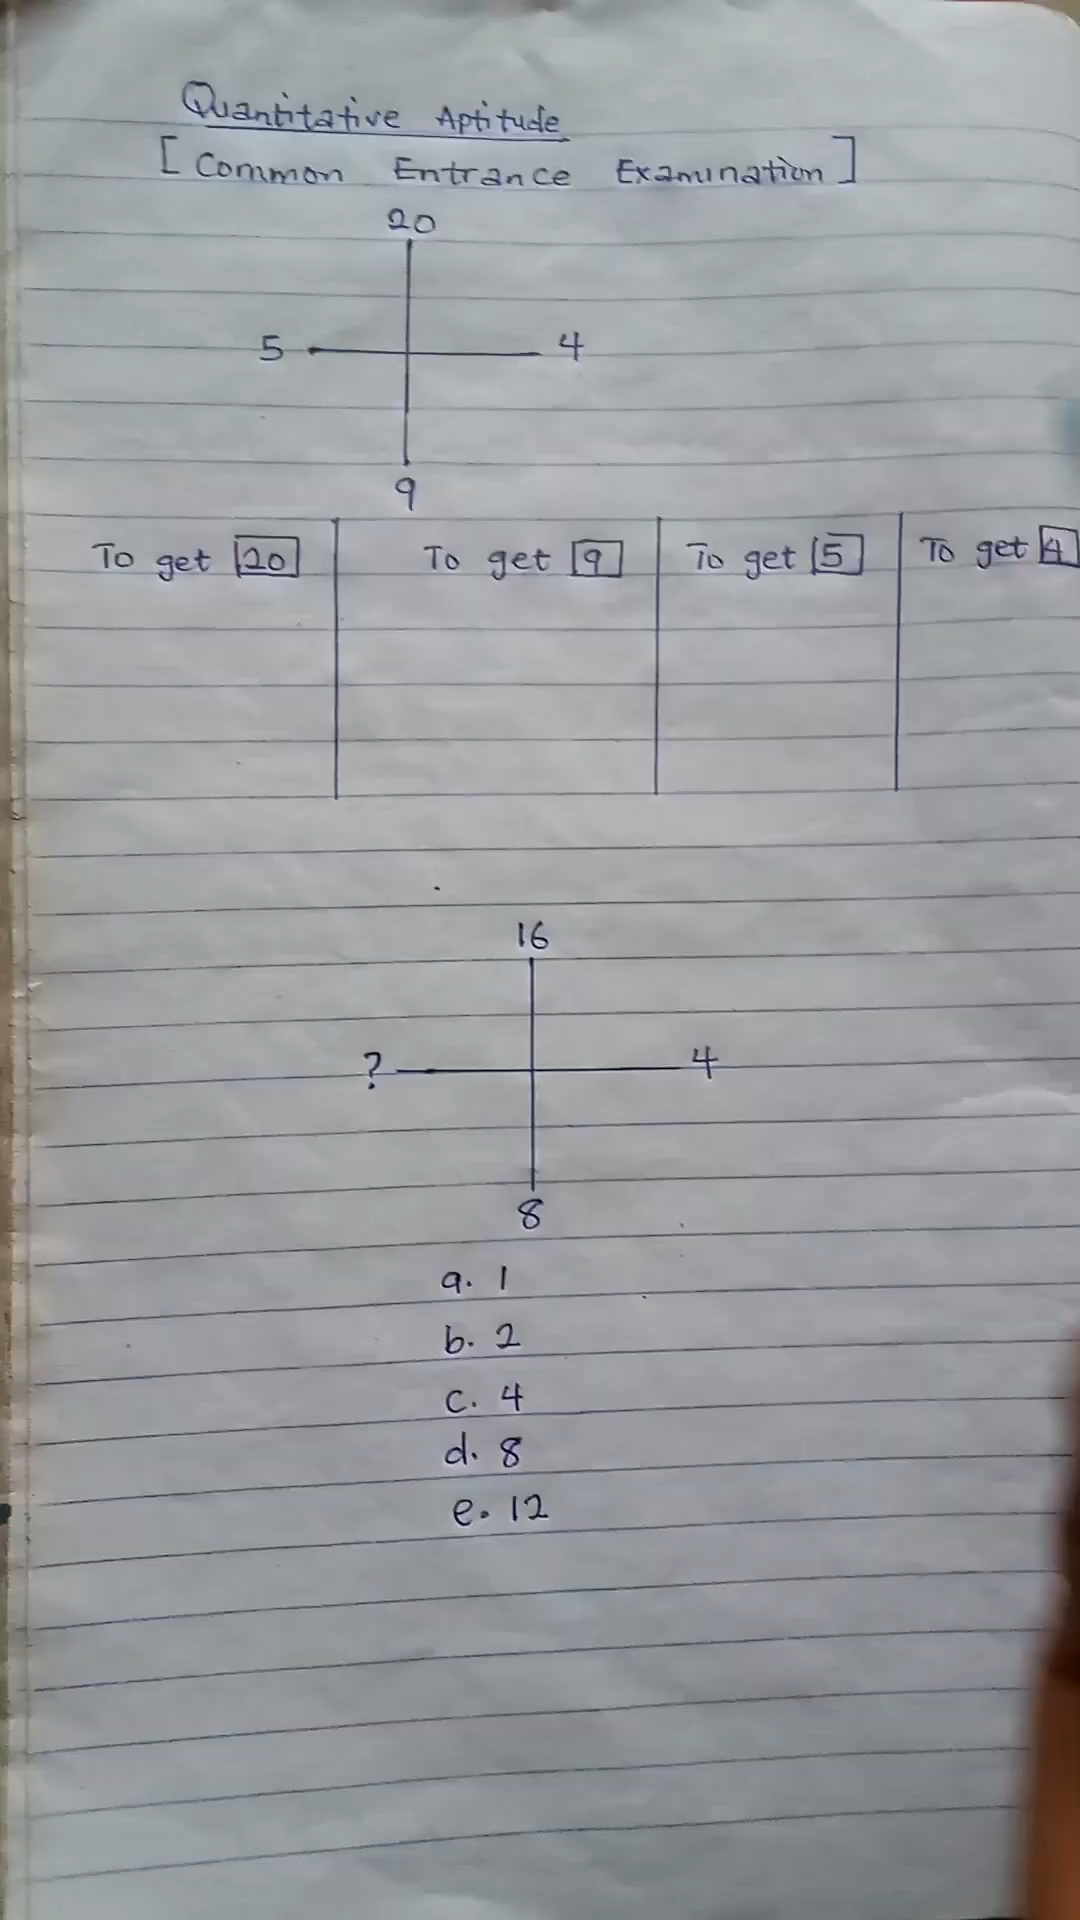 Quantitative Aptitude
[Common Entrance Examination]
20
5 4
9
To get 20 To get 9 To get 5 To get 4
16
? 4
8
a. 1
b. 2
c. 4
d. 8
e. 12